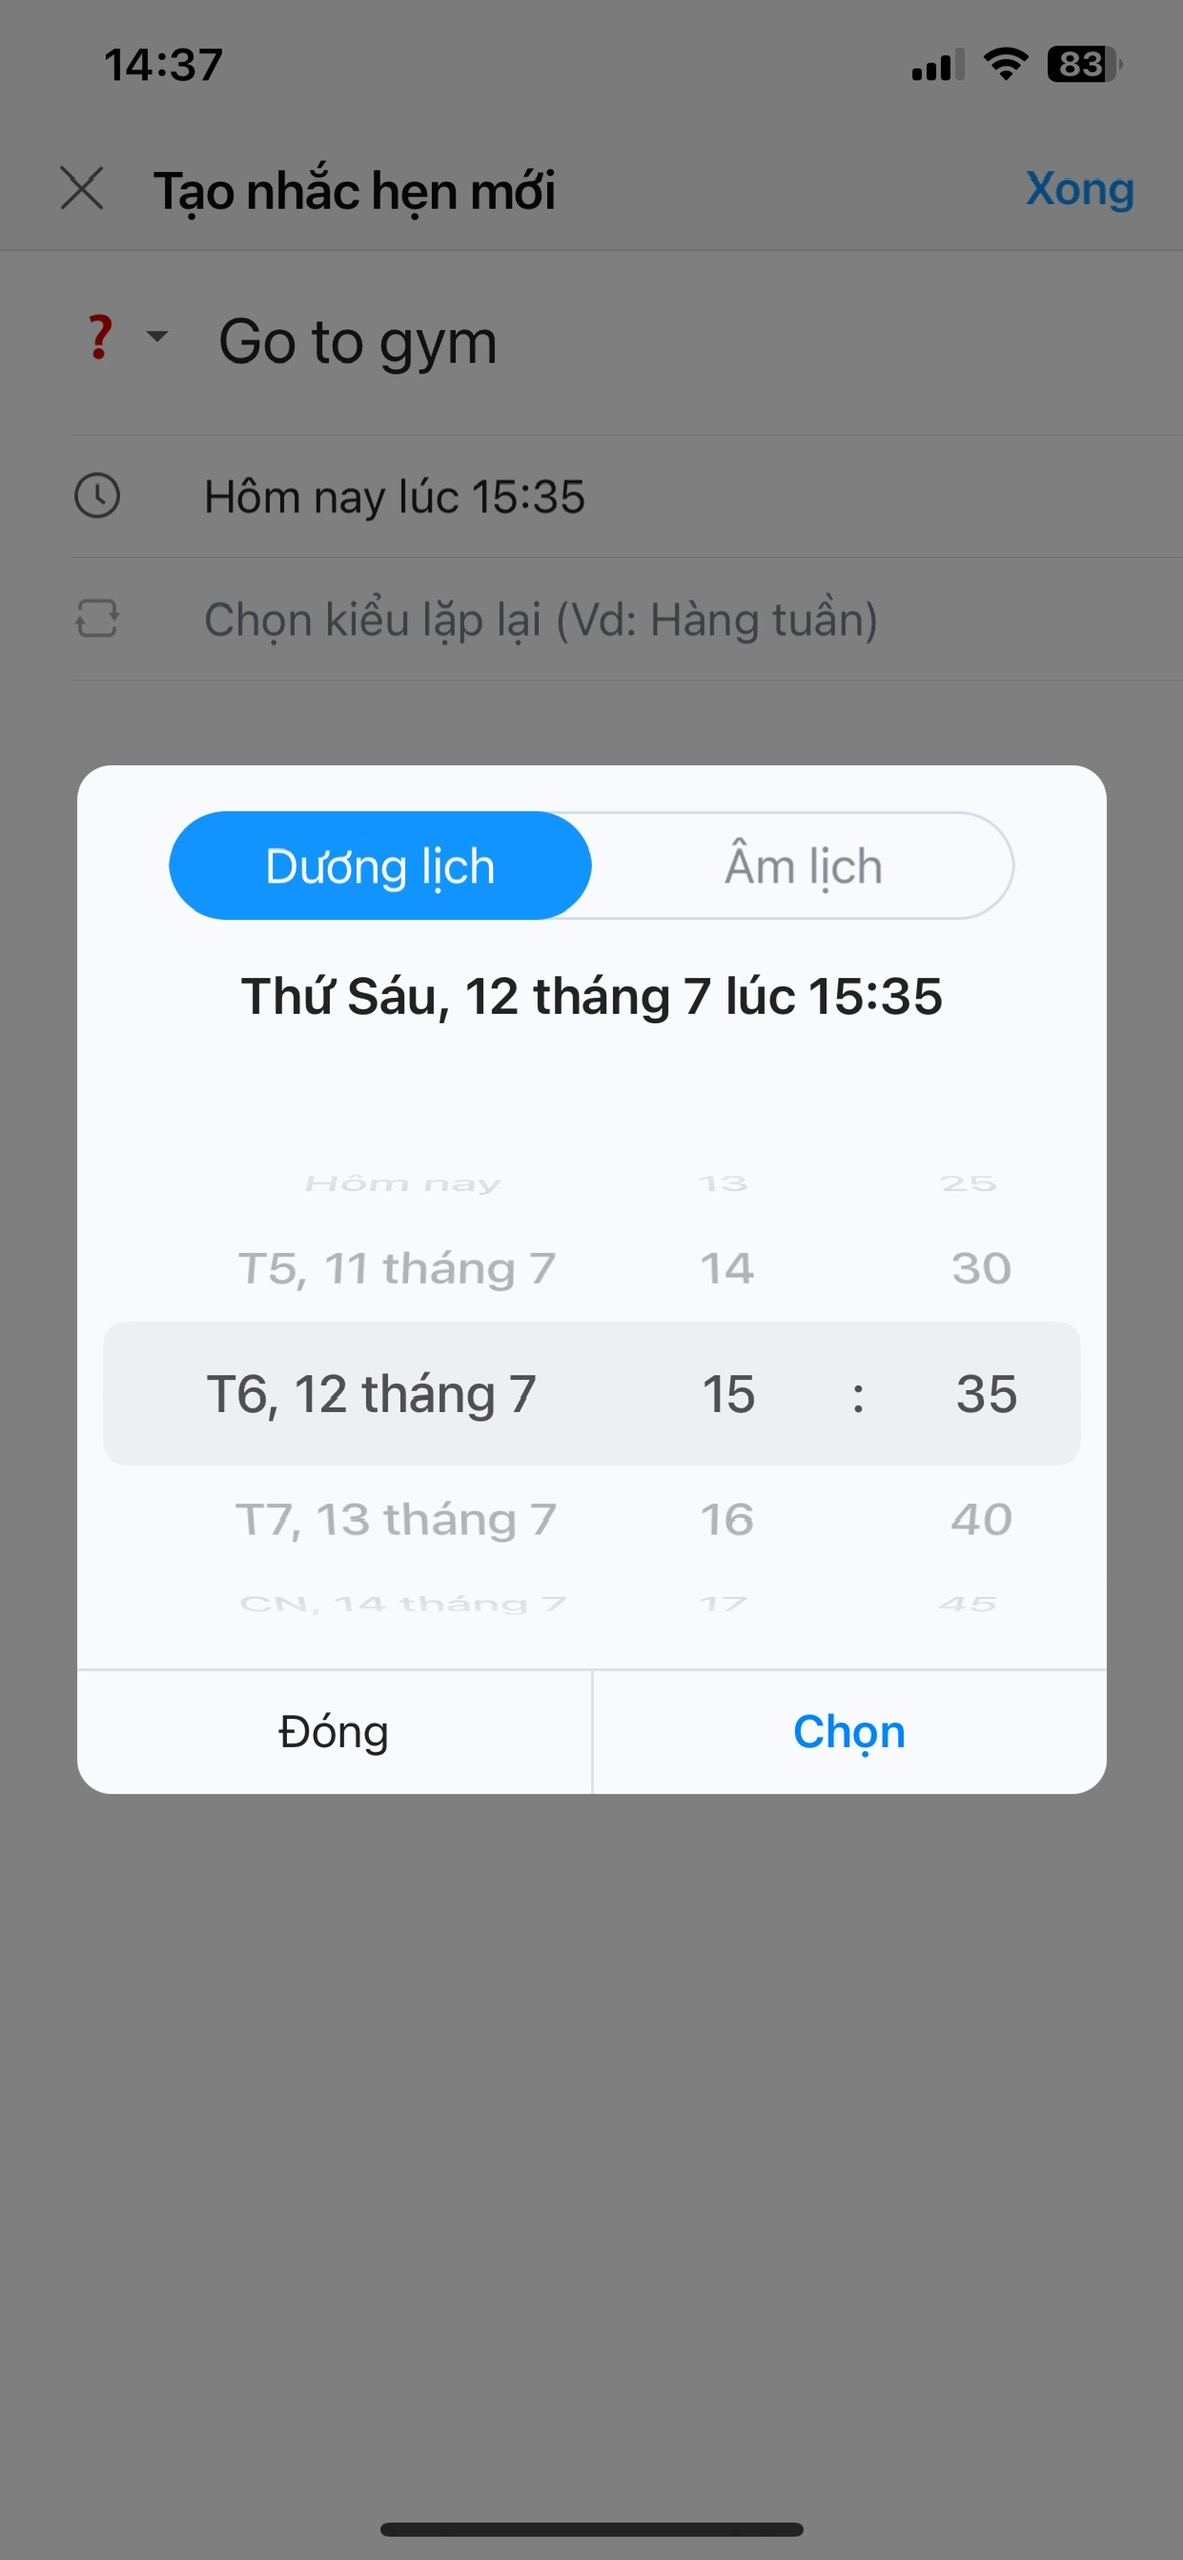 14:37
83
Tạo nhắc hẹn mới
Xong
❓ Go to gym
Hôm nay lúc 15:35
Chọn kiểu lặp lại (Vd: Hàng tuần)
Dương lịch
Âm lịch
Thứ Sáu, 12 tháng 7 lúc 15:35
Hôm nay 13 25
T5, 11 tháng 7 14 30
T6, 12 tháng 7 15 : 35
T7, 13 tháng 7 16 40
CN, 14 tháng 7 17 45
Đóng
Chọn